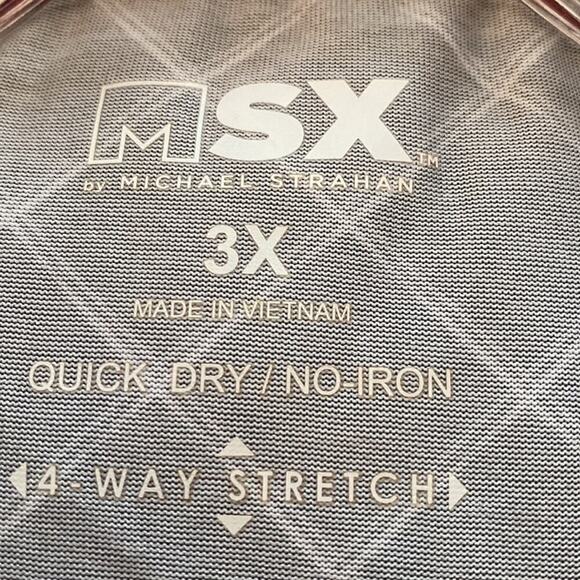 MSX™
by MICHAEL STRAHAN
3X
MADE IN VIETNAM
QUICK DRY / NO-IRON
4-WAY STRETCH